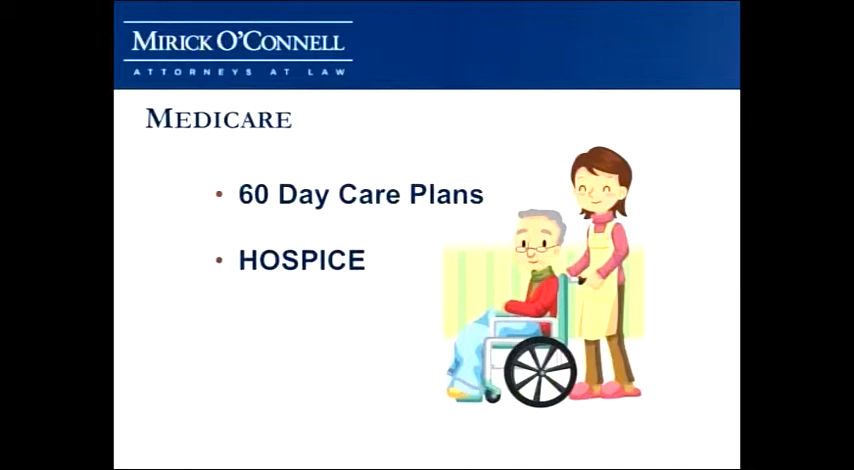 MIRICK O'CONNELL
ATTORNEYS AT LAW
MEDICARE
• 60 Day Care Plans
• HOSPICE